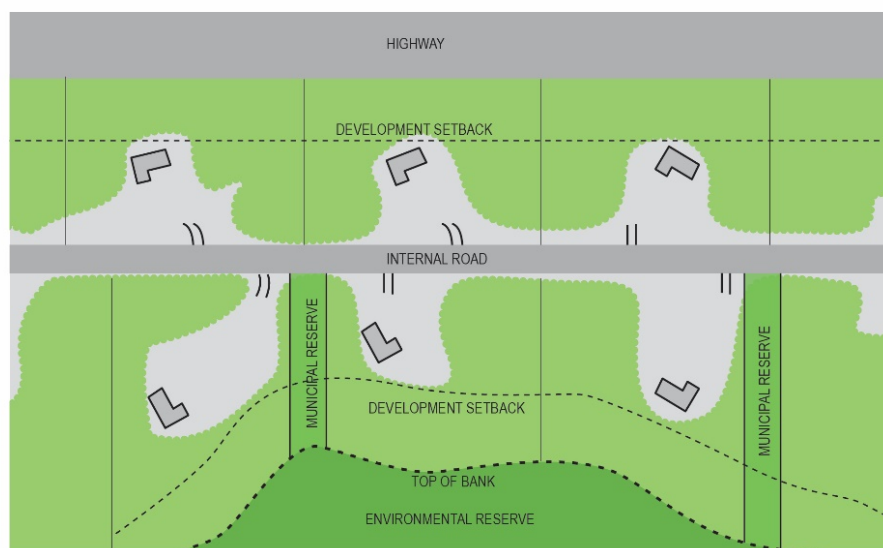 HIGHWAY
DEVELOPMENT SETBACK
INTERNAL ROAD
MUNICIPAL RESERVE
DEVELOPMENT SETBACK
MUNICIPAL RESERVE
TOP OF BANK
ENVIRONMENTAL RESERVE